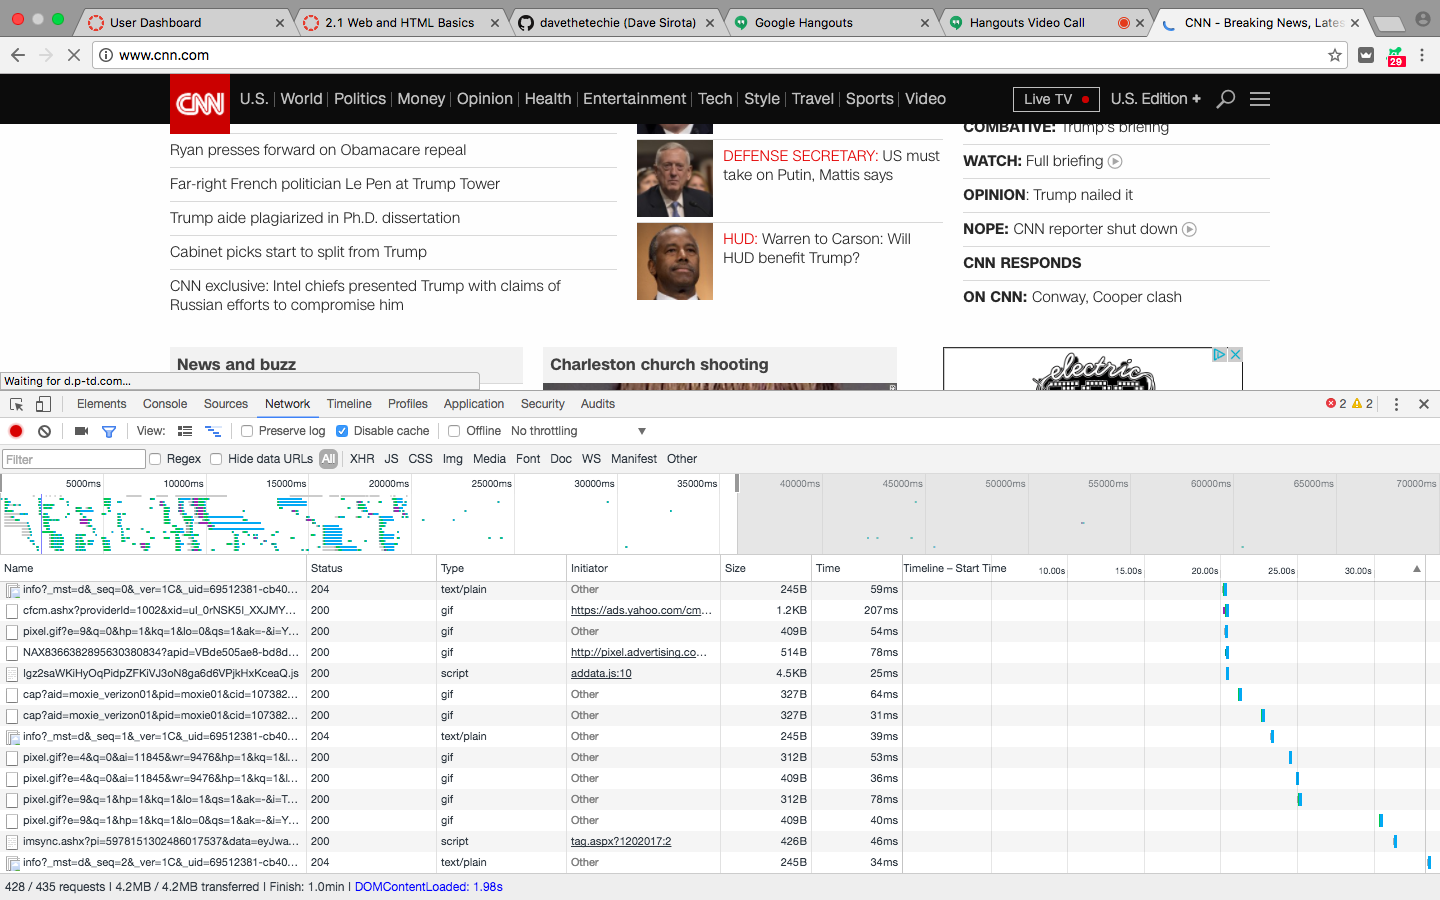 User Dashboard
2.1 Web and HTML Basics
davethetechie (Dave Sirota)
Google Hangouts
Hangouts Video Call
CNN - Breaking News, Lates
www.cnn.com
29
CNN
U.S. World Politics Money Opinion Health Entertainment Tech Style Travel Sports Video
Live TV
U.S. Edition +
Ryan presses forward on Obamacare repeal
Far-right French politician Le Pen at Trump Tower
Trump aide plagiarized in Ph.D. dissertation
Cabinet picks start to split from Trump
CNN exclusive: Intel chiefs presented Trump with claims of
Russian efforts to compromise him
DEFENSE SECRETARY: US must
take on Putin, Mattis says
HUD: Warren to Carson: Will
HUD benefit Trump?
COMBATIVE: Trump's briefing
WATCH: Full briefing
OPINION: Trump nailed it
NOPE: CNN reporter shut down
CNN RESPONDS
ON CNN: Conway, Cooper clash
News and buzz
Charleston church shooting
electric
Waiting for d.p-td.com...
Elements Console Sources Network Timeline Profiles Application Security Audits
2 2
View: Preserve log Disable cache Offline No throttling
Filter Regex Hide data URLs All XHR JS CSS Img Media Font Doc WS Manifest Other
5000ms 10000ms 15000ms 20000ms 25000ms 30000ms 35000ms 40000ms 45000ms 50000ms 55000ms 60000ms 65000ms 70000ms
Name Status Type Initiator Size Time Timeline – Start Time 10.00s 15.00s 20.00s 25.00s 30.00s
info?_mst=d&_seq=0&_ver=1C&_uid=69512381-cb40... 204 text/plain Other 245B 59ms
cfcm.ashx?providerId=1002&xid=ul_0rNSK5I_XXJMY... 200 gif https://ads.yahoo.com/cm... 1.2KB 207ms
pixel.gif?e=9&q=0&hp=1&kq=1&lo=0&qs=1&ak=-&i=Y... 200 gif Other 409B 54ms
NAX8366382895630380834?apid=VBde505ae8-bd8d... 200 gif http://pixel.advertising.co... 514B 78ms
Igz2saWKiHyOqPidpZFKiVJ3oN8ga6d6VPjkHxKceaQ.js 200 script addata.js:10 4.5KB 25ms
cap?aid=moxie_verizon01&pid=moxie01&cid=107382... 200 gif Other 327B 64ms
cap?aid=moxie_verizon01&pid=moxie01&cid=107382... 200 gif Other 327B 31ms
info?_mst=d&_seq=1&_ver=1C&_uid=69512381-cb40... 204 text/plain Other 245B 39ms
pixel.gif?e=4&q=0&ai=11845&wr=9476&hp=1&kq=1&l... 200 gif Other 312B 53ms
pixel.gif?e=4&q=0&ai=11845&wr=9476&hp=1&kq=1&l... 200 gif Other 409B 36ms
pixel.gif?e=9&q=1&hp=1&kq=1&lo=1&qs=1&ak=-&i=T... 200 gif Other 312B 78ms
pixel.gif?e=9&q=1&hp=1&kq=1&lo=0&qs=1&ak=-&i=Y... 200 gif Other 409B 40ms
imsync.ashx?pi=5978151302486017537&data=eyJwa... 200 script tag.aspx?1202017:2 426B 46ms
info?_mst=d&_seq=2&_ver=1C&_uid=69512381-cb40... 204 text/plain Other 245B 34ms
428 / 435 requests | 4.2MB / 4.2MB transferred | Finish: 1.0min | DOMContentLoaded: 1.98s